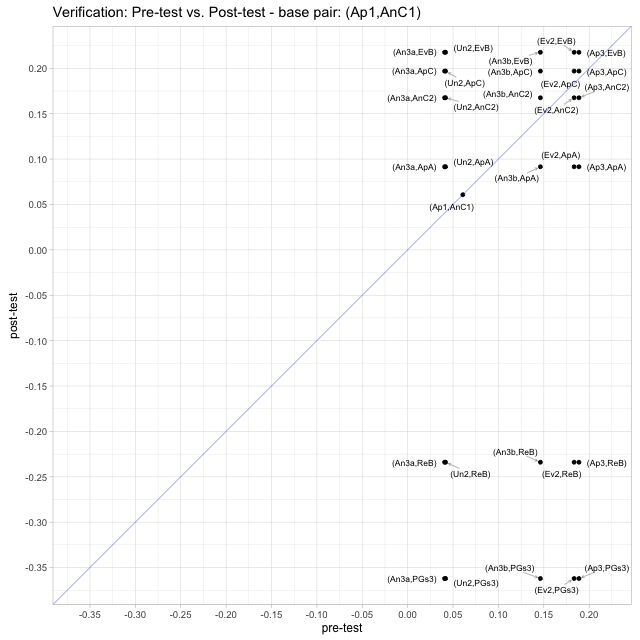 Verification: Pre-test vs. Post-test - base pair: (Ap1,AnC1)
(An3a,EvB)
(Un2,EvB)
(Ev2,EvB)
(Ap3,EvB)
(An3b,EvB)
0.20
(An3a,ApC)
(An3b,ApC)
(Ap3,ApC)
(Un2,ApC)
(Ev2,ApC)
(Ap3,AnC2)
(An3a,AnC2)
(An3b,AnC2)
0.15
(Un2,AnC2)
(Ev2,AnC2)
0.10
(Un2,ApA)
(Ev2,ApA)
(An3a,ApA)
(Ap3,ApA)
(An3b,ApA)
0.05
(Ap1,AnC1)
0.00
-0.05
-0.10
-0.15
-0.20
(An3b,ReB)
(An3a,ReB)
(Ap3,ReB)
-0.25
(Un2,ReB)
(Ev2,ReB)
-0.30
-0.35
(An3b,PGs3)
(Ap3,PGs3)
(An3a,PGs3)
(Un2,PGs3)
(Ev2,PGs3)
post-test
-0.35 -0.30 -0.25 -0.20 -0.15 -0.10 -0.05 0.00 0.05 0.10 0.15 0.20
pre-test